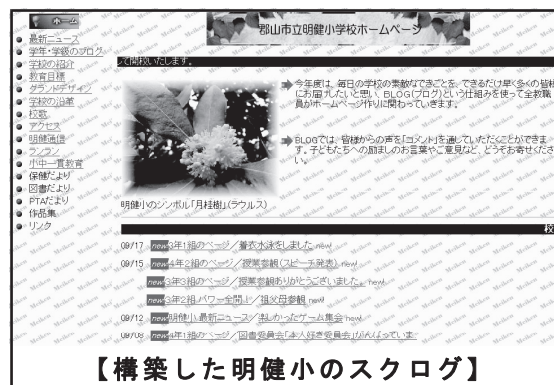 ホーム
郡山市立明健小学校ホームページ
最新ニュース
学年・学級のブログ
学校の紹介
教育目標
グランドデザイン
学校の沿革
校歌
アクセス
明健通信
小中一貫教育
保健だより
図書だより
PTAだより
作品集
リンク
して開校いたします。
今年度は、毎日の学校の素敵なできごとを、できるだけ早く多くの皆様
にお届けしたいと思い、BLOG(ブログ)という仕組みを使って全教職
員がホームページ作りに関わっていきます。
BLOGでは、皆様からの声を「コメント」を通していただくことができま
す。子どもたちへの励ましのお言葉やご意見など、どうぞお寄せくださ
い。
明健小のシンボル「月桂樹」(ラウルス)
校
09/17 new 3年1組のページ／着衣水泳をしました new!
09/15 new 4年2組のページ／授業参観(スピーチ発表) new!
new 3年3組のページ／授業参観ありがとうございました。 new!
new 3年2組 パワー全開!／祖父母参観 new!
09/12 new 明健小 最新ニュース／楽しかったゲーム集会 new!
09/08 new 4年1組のページ／図書委員会「本大好き委員会」がんばっていま
【構築した明健小のスクログ】